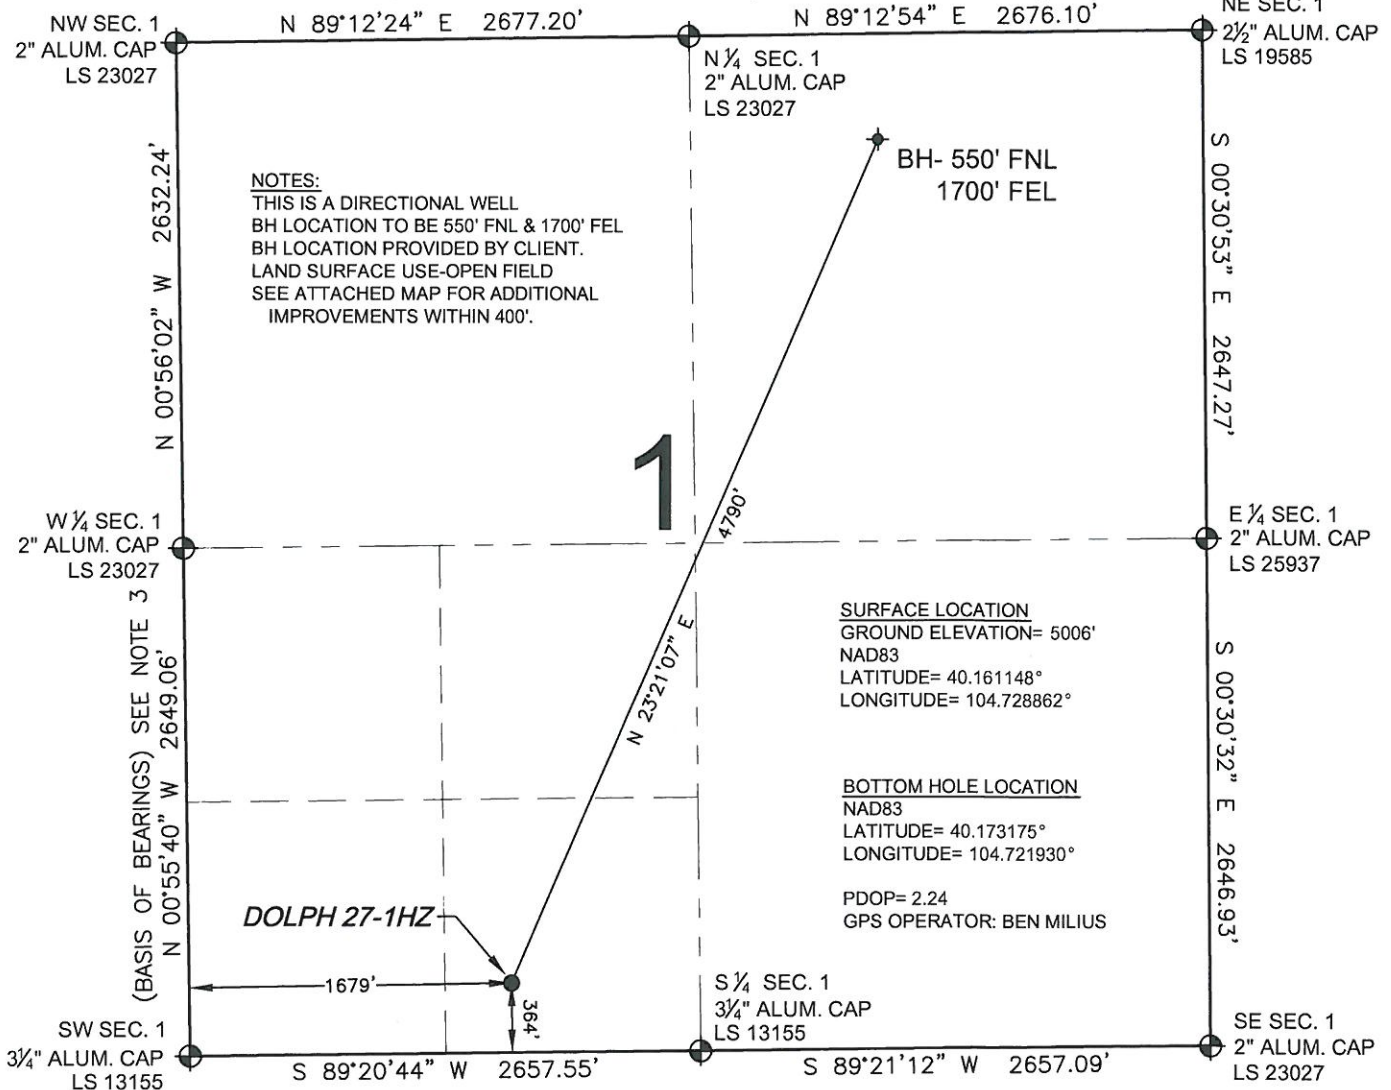 NW SEC. 1
2" ALUM. CAP
LS 23027
N 89°12'24" E 2677.20'
N 89°12'54" E 2676.10'
NE SEC. 1
2½" ALUM. CAP
LS 19585
N ¼ SEC. 1
2" ALUM. CAP
LS 23027
BH- 550' FNL
1700' FEL
N 00°56'02" W 2632.24'
NOTES:
THIS IS A DIRECTIONAL WELL
BH LOCATION TO BE 550' FNL & 1700' FEL
BH LOCATION PROVIDED BY CLIENT.
LAND SURFACE USE-OPEN FIELD
SEE ATTACHED MAP FOR ADDITIONAL
IMPROVEMENTS WITHIN 400'.
S 00°30'53" E 2647.27'
1
4790'
W ¼ SEC. 1
2" ALUM. CAP
LS 23027
E ¼ SEC. 1
2" ALUM. CAP
LS 25937
(BASIS OF BEARINGS) SEE NOTE 3
N 00°55'40" W 2649.06'
N 23°21'07" E
SURFACE LOCATION
GROUND ELEVATION= 5006'
NAD83
LATITUDE= 40.161148°
LONGITUDE= 104.728862°
BOTTOM HOLE LOCATION
NAD83
LATITUDE= 40.173175°
LONGITUDE= 104.721930°
PDOP= 2.24
GPS OPERATOR: BEN MILIUS
S 00°30'32" E 2646.93'
DOLPH 27-1HZ
1679'
364'
SW SEC. 1
3¼" ALUM. CAP
LS 13155
S 89°20'44" W 2657.55'
S ¼ SEC. 1
3¼" ALUM. CAP
LS 13155
S 89°21'12" W 2657.09'
SE SEC. 1
2" ALUM. CAP
LS 23027